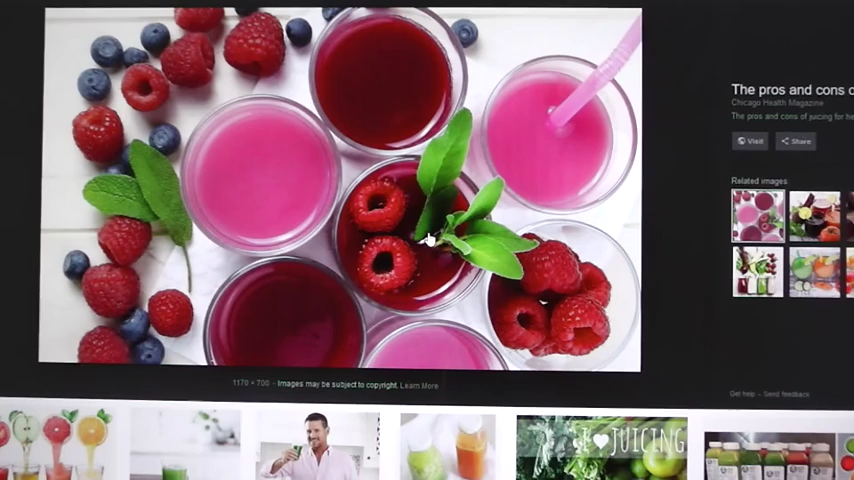 The pros and cons o
Chicago Health Magazine
The pros and cons of juicing for he
Visit
Share
Related images
1170 × 700 - Images may be subject to copyright. Learn More
Get help - Send feedback
I ♥ JUICING